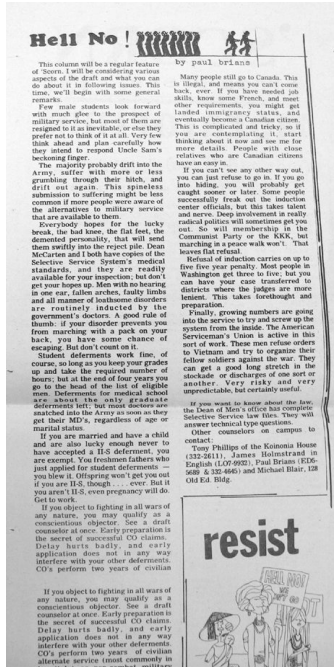 Hell No!
by paul brians
This column will be a regular feature
of 'Scorn. I will be considering various
aspects of the draft and what you can
do about it in following issues. This
time, we'll begin with some general
remarks.
Few male students look forward
with much glee to the prospect of
military service, but most of them are
resigned to it as inevitable, or else they
prefer not to think of it at all. Very few
think ahead and plan carefully how
they intend to respond Uncle Sam's
beckoning finger.
The majority probably drift into the
Army, suffer with more or less
grumbling through their hitch, and
drift out again. This spineless
submission to suffering might be less
common if more people were aware of
the alternatives to military service
that are available to them.
Everybody hopes for the lucky
break, the bad knee, the flat feet, the
demented personality, that will send
them swiftly into the reject pile. Dean
McCarten and I both have copies of the
Selective Service System's medical
standards, and they are readily
available for your inspection; but don't
get your hopes up. Men with no hearing
in one ear, fallen arches, faulty limbs
and all manner of loathsome disorders
are routinely inducted by the
government's doctors. A good rule of
thumb: if your disorder prevents you
from marching with a pack on your
back, you have some chance of
escaping. But don't count it.
Student deferments work fine, of
course, so long as you keep your grades
up and take the required number of
hours; but at the end of four years you
go to the head of the list of eligible
men. Deferments for medical school
are about the only graduate
deferments left; but most doctors are
snatched into the Army as soon as they
get their MD's, regardless of age or
marital status.
If you are married and have a child
and are also lucky enough never to
have accepted a II-S deferment, you
are exempt. You freshmen fathers who
just applied for student deferments —
you blew it. Offspring won't get you out
if you are II-S, though . . . ever. But if
you aren't II-S, even pregnancy will do.
Get to work.
If you object to fighting in all wars of
any nature, you may qualify as a
conscientious objector. See a draft
counselor at once. Early preparation is
the secret of successful CO claims.
Delay hurts badly, and early
application does not in any way
interfere with your other deferments.
CO's perform two years of civilian
If you object to fighting in all wars of
any nature, you may qualify as a
conscientious objector. See a draft
counselor at once. Early preparation is
the secret of successful CO claims.
Delay hurts badly, and early
application does not in any way
interfere with your other deferments.
CO's perform two years of civilian
alternate service (most commonly in
Many people still go to Canada. This
is illegal, and means you can't come
back, ever. If you have needed job
skills, know some French, and meet
other requirements, you might get
landed immigrancy status, and
eventually become a Canadian citizen.
This is complicated and tricky, so if
you are contemplating it, start
thinking about it now and see me for
more details. People with close
relatives who are Canadian citizens
have an easy in.
If you can't see any other way out,
you can just refuse to go in. If you go
into hiding, you will probably get
caught sooner or later. Some people
successfully freak out the induction
center officials, but this takes talent
and nerve. Deep involvement in really
radical politics will sometimes get you
out. So will membership in the
Communist Party or the KKK, but
marching in a peace walk won't. That
leaves flat refusal.
Refusal of induction carries on up to
five five year penalty. Most people in
Washington get three to five; but you
can have your case transferred to
districts where the judges are more
lenient. This takes forethought and
preparation.
Finally, growing numbers are going
into the service to try and screw up the
system from the inside. The American
Serviceman's Union is active in this
sort of work. These men refuse orders
to Vietnam and try to organize their
fellow soldiers against the war. They
can get a good long stretch in the
stockade or discharges of one sort or
another. Very risky and very
unpredictable, but certainly useful.
If you want to know about the law,
the Dean of Men's office has complete
Selective Service law files. They will
answer technical type questions.
Other counselors on campus to
contact:
Tony Phillips of the Koinonia House
(332-2611), James Holmstrand in
English (LO7-9932), Paul Brians (ED5-
5689 & 332-4645) and Michael Blair, 128
Old Ed. Bldg.
resist